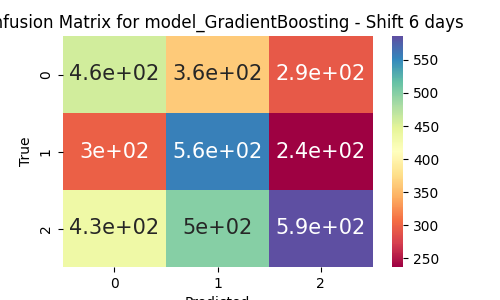 nfusion Matrix for model_GradientBoosting - Shift 6 days
0 4.6e+02 3.6e+02 2.9e+02
1 3e+02 5.6e+02 2.4e+02
2 4.3e+02 5e+02 5.9e+02
True
0 1 2
Predicted
550
500
450
400
350
300
250